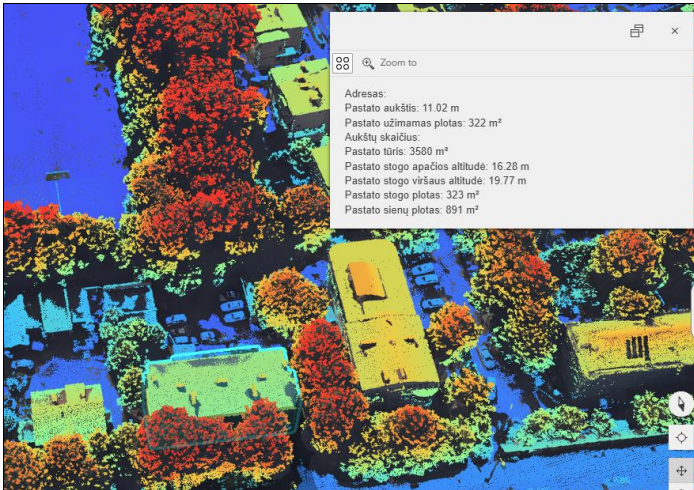 Zoom to
Adresas:
Pastato aukštis: 11.02 m
Pastato užimamas plotas: 322 m²
Aukštų skaičius:
Pastato tūris: 3580 m²
Pastato stogo apačios altitudė: 16.28 m
Pastato stogo viršaus altitudė: 19.77 m
Pastato stogo plotas: 323 m²
Pastato sienų plotas: 891 m²